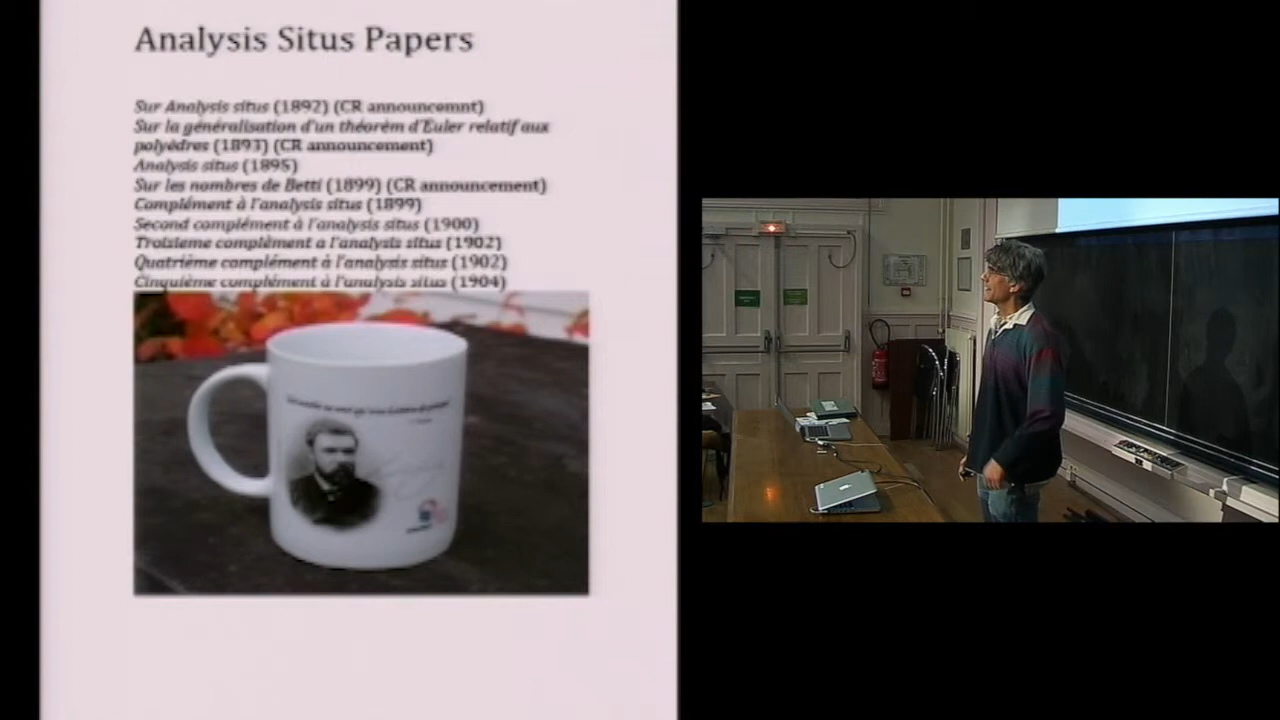 Analysis Situs Papers
Sur Analysis situs (1892) (CR announcemnt)
Sur la généralisation d'un théorèm d'Euler relatif aux
polyèdres (1893) (CR announcement)
Analysis situs (1895)
Sur les nombres de Betti (1899) (CR announcement)
Complément à l'analysis situs (1899)
Second complément à l'analysis situs (1900)
Troisieme complèment a l'analysis situs (1902)
Quatrième complément à l'analysis situs (1902)
Cinquième complément à l'analysis situs (1904)